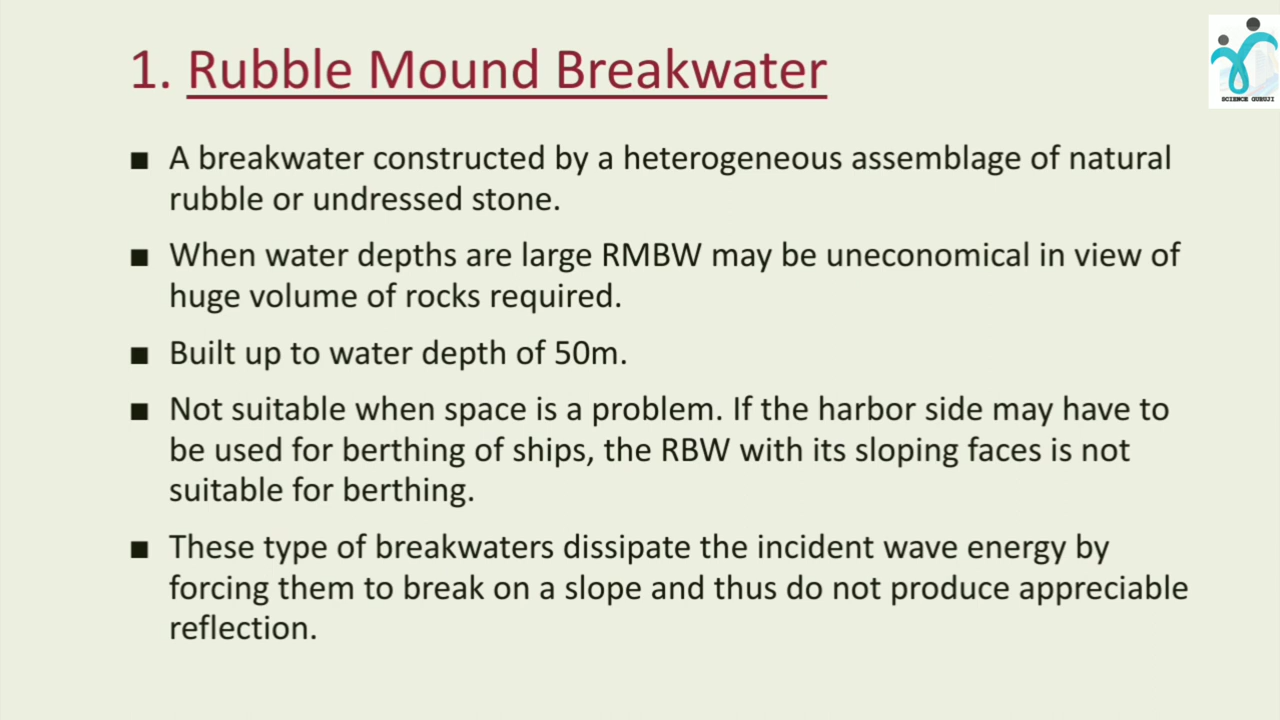 1. Rubble Mound Breakwater
SCIENCE GURUJI
■ A breakwater constructed by a heterogeneous assemblage of natural
rubble or undressed stone.
■ When water depths are large RMBW may be uneconomical in view of
huge volume of rocks required.
■ Built up to water depth of 50m.
■ Not suitable when space is a problem. If the harbor side may have to
be used for berthing of ships, the RBW with its sloping faces is not
suitable for berthing.
■ These type of breakwaters dissipate the incident wave energy by
forcing them to break on a slope and thus do not produce appreciable
reflection.